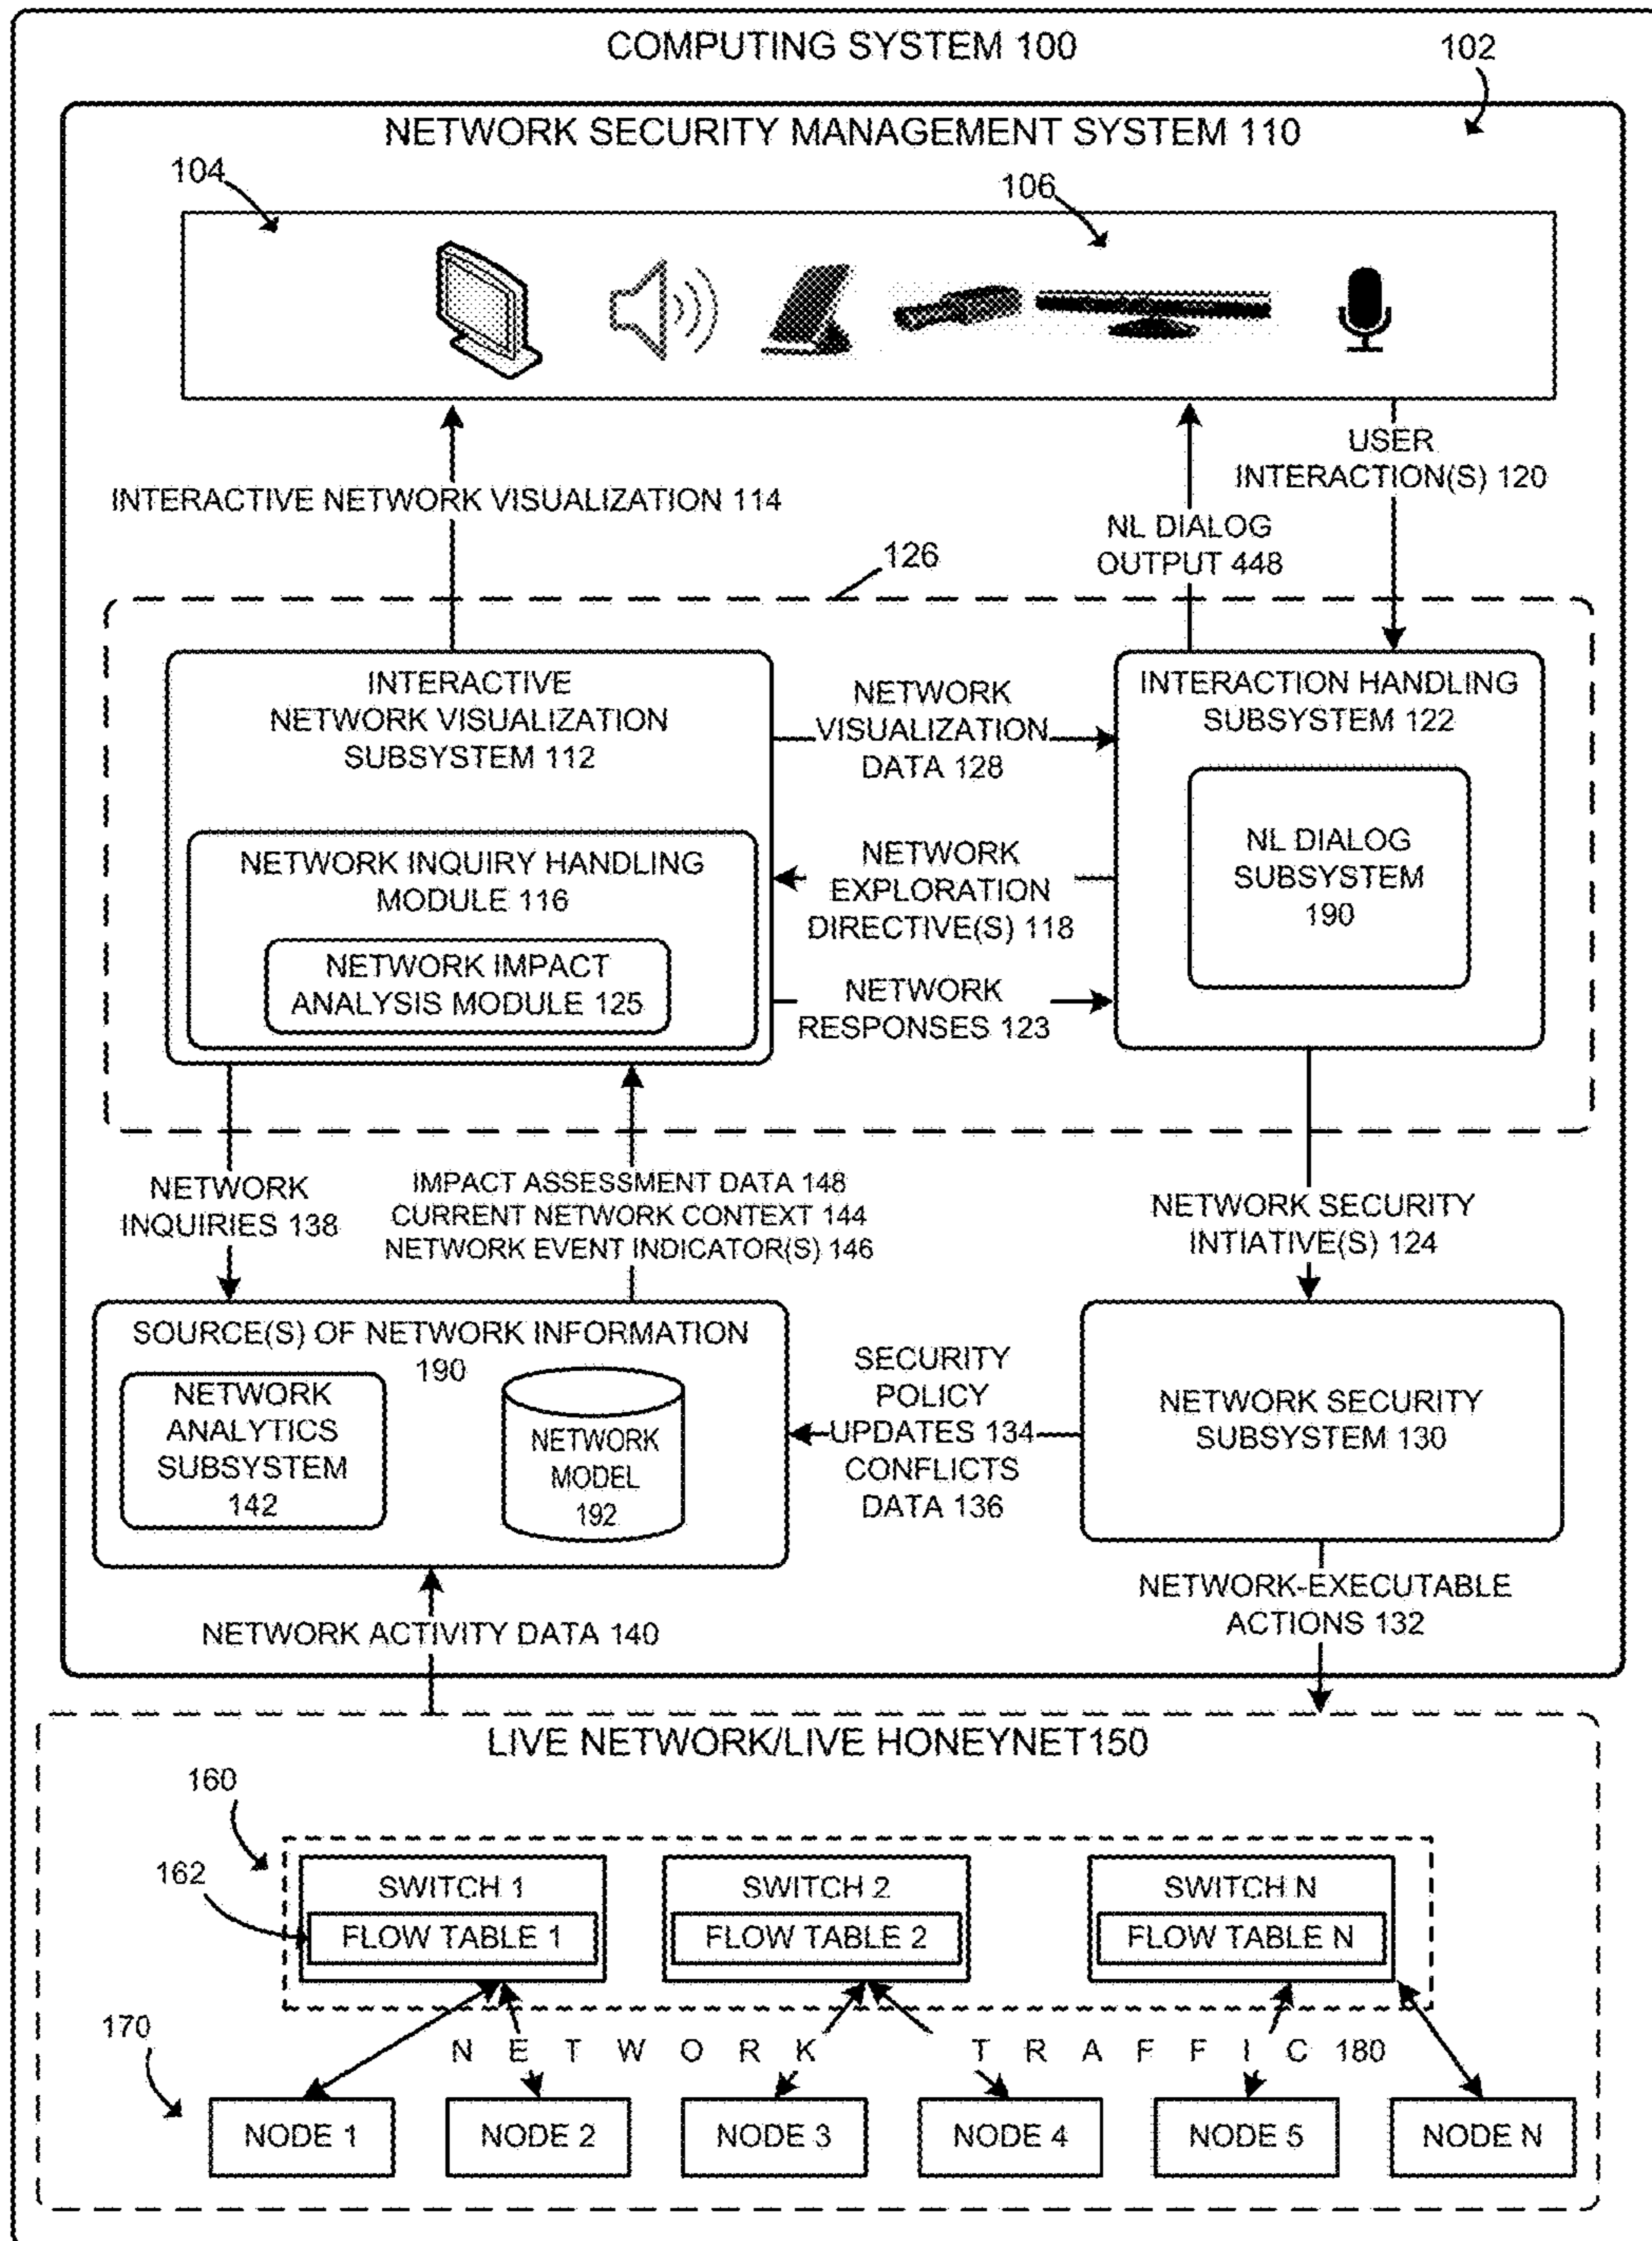 COMPUTING SYSTEM 100
102
NETWORK SECURITY MANAGEMENT SYSTEM 110
104
106
INTERACTIVE NETWORK VISUALIZATION 114
NL DIALOG
OUTPUT 448
USER
INTERACTION(S) 120
126
INTERACTIVE
NETWORK VISUALIZATION
SUBSYSTEM 112
NETWORK INQUIRY HANDLING
MODULE 116
NETWORK IMPACT
ANALYSIS MODULE 125
NETWORK
VISUALIZATION
DATA 128
NETWORK
EXPLORATION
DIRECTIVE(S) 118
NETWORK
RESPONSES 123
INTERACTION HANDLING
SUBSYSTEM 122
NL DIALOG
SUBSYSTEM
190
NETWORK
INQUIRIES 138
IMPACT ASSESSMENT DATA 148
CURRENT NETWORK CONTEXT 144
NETWORK EVENT INDICATOR(S) 146
NETWORK SECURITY
INTIATIVE(S) 124
SOURCE(S) OF NETWORK INFORMATION
190
NETWORK
ANALYTICS
SUBSYSTEM
142
NETWORK
MODEL
192
SECURITY
POLICY
UPDATES 134
CONFLICTS
DATA 136
NETWORK SECURITY
SUBSYSTEM 130
NETWORK ACTIVITY DATA 140
NETWORK-EXECUTABLE
ACTIONS 132
LIVE NETWORK/LIVE HONEYNET150
160
162
SWITCH 1
FLOW TABLE 1
SWITCH 2
FLOW TABLE 2
SWITCH N
FLOW TABLE N
170
N E T W O R K T R A F F I C 180
NODE 1
NODE 2
NODE 3
NODE 4
NODE 5
NODE N